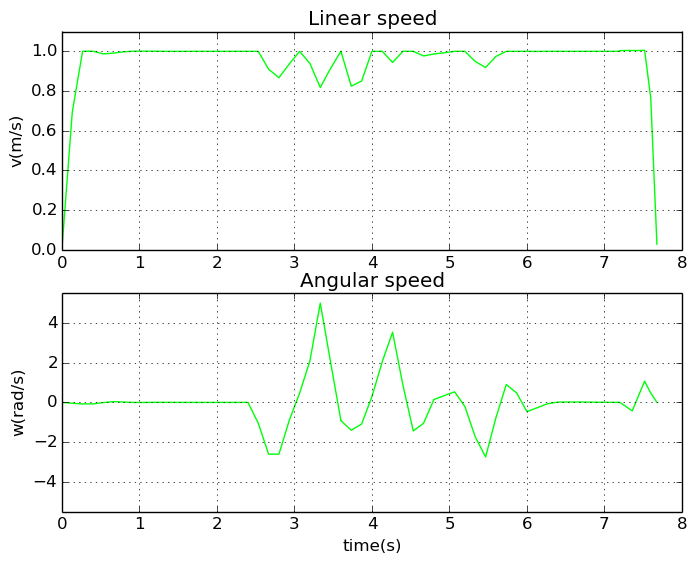 Linear speed
v(m/s)
1.0
0.8
0.6
0.4
0.2
0.0
0 1 2 3 4 5 6 7 8
Angular speed
w(rad/s)
4
2
0
−2
−4
0 1 2 3 4 5 6 7 8
time(s)